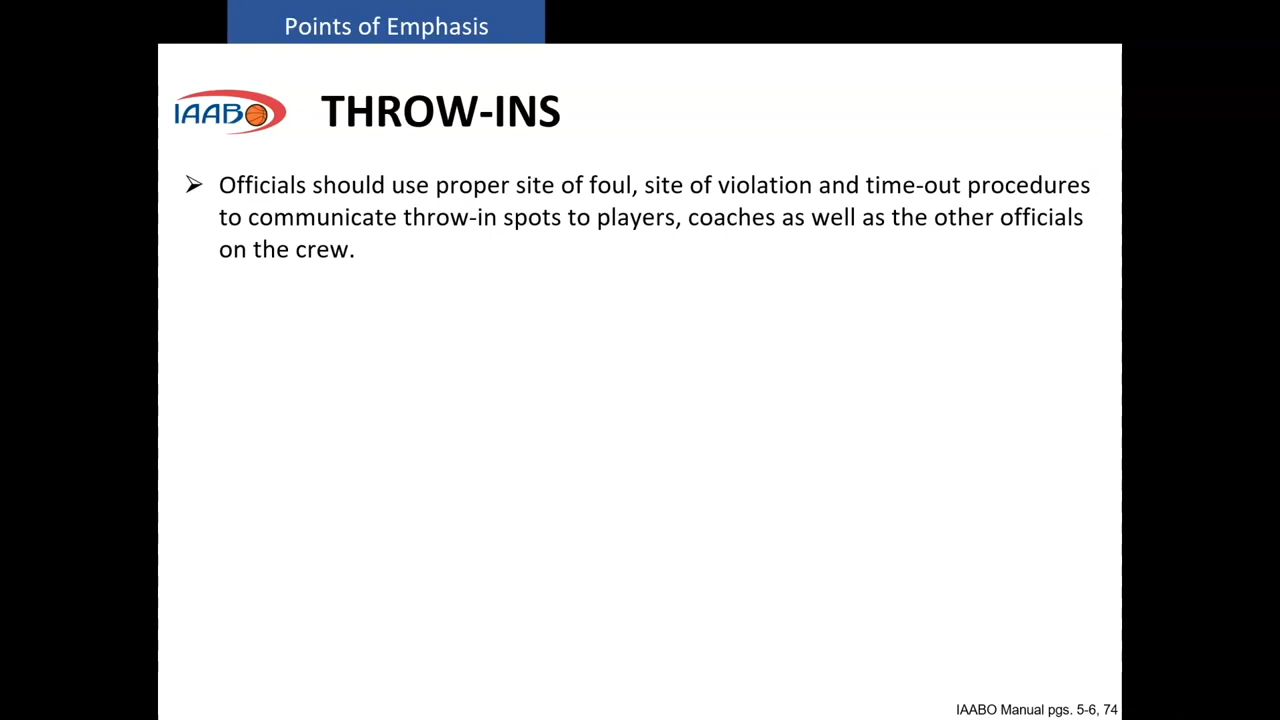 Points of Emphasis
IAABO
THROW-INS
➢ Officials should use proper site of foul, site of violation and time-out procedures
to communicate throw-in spots to players, coaches as well as the other officials
on the crew.
IAABO Manual pgs. 5-6, 74